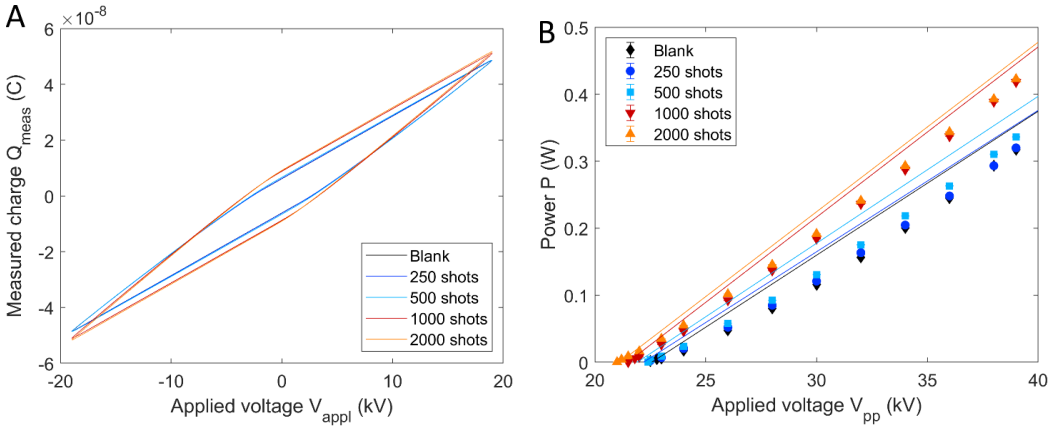 A
×10⁻⁸
6
4
2
0
-2
-4
-6
-20
-10
0
10
20
Measured charge Qmeas (C)
Applied voltage Vappl (kV)
Blank
250 shots
500 shots
1000 shots
2000 shots
B
0.5
0.4
0.3
0.2
0.1
0
20
25
30
35
40
Power P (W)
Applied voltage Vpp (kV)
Blank
250 shots
500 shots
1000 shots
2000 shots